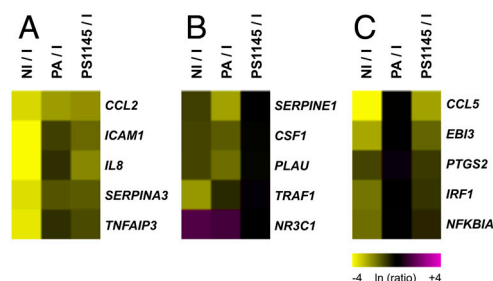 A
B
C
NI / I
PA / I
PS1145 / I
NI / I
PA / I
PS1145 / I
NI / I
PA / I
PS1145 / I
CCL2
ICAM1
IL8
SERPINA3
TNFAIP3
SERPINE1
CSF1
PLAU
TRAF1
NR3C1
CCL5
EBI3
PTGS2
IRF1
NFKBIA
-4 ln (ratio) +4